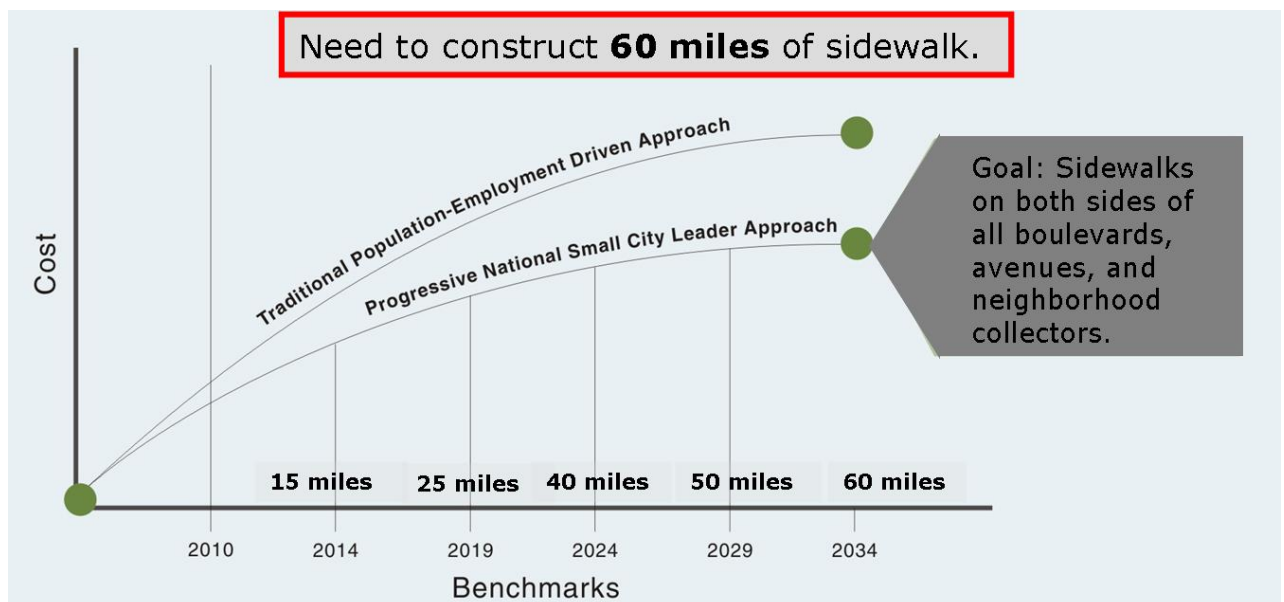 Need to construct 60 miles of sidewalk.
Traditional Population-Employment Driven Approach
Progressive National Small City Leader Approach
Goal: Sidewalks
on both sides of
all boulevards,
avenues, and
neighborhood
collectors.
Cost
15 miles
25 miles
40 miles
50 miles
60 miles
2010
2014
2019
2024
2029
2034
Benchmarks